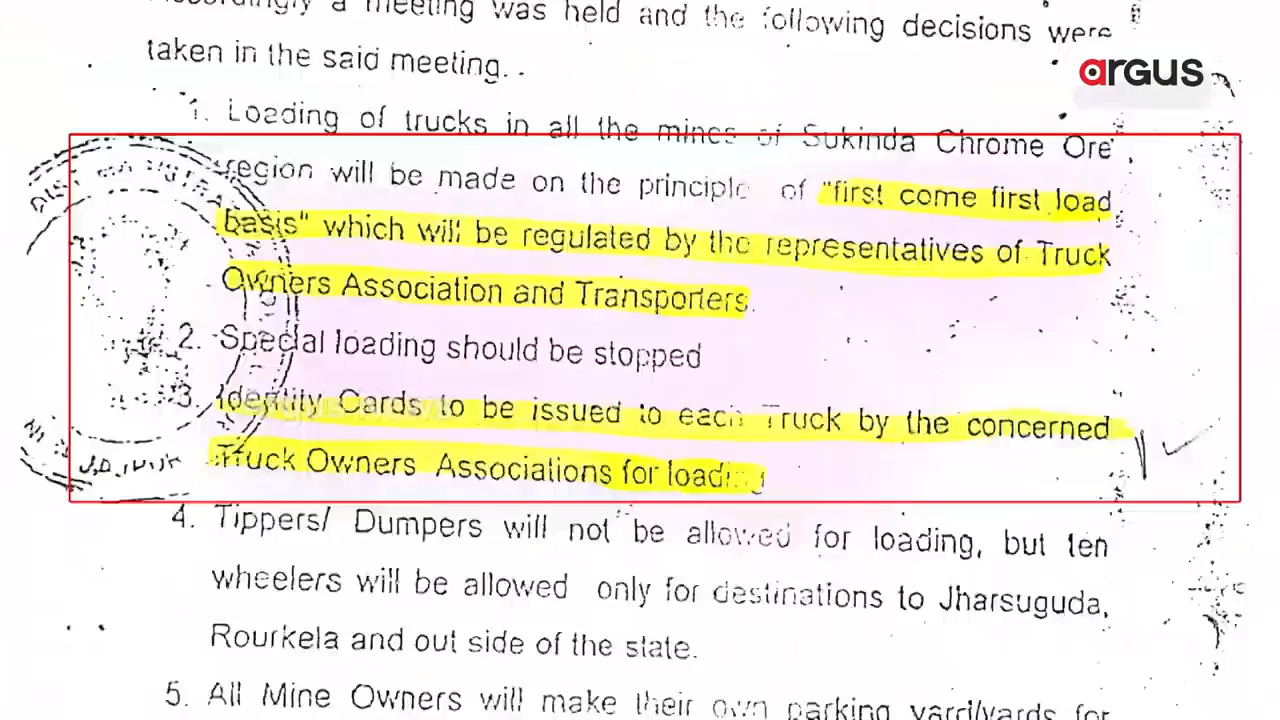 Accordingly a meeting was held and the following decisions were
taken in the said meeting. .
argus
1. Loading of trucks in all the mines of Sukinda Chrome Ore
region will be made on the principle of "first come first load
basis" which will be regulated by the representatives of Truck
Owners Association and Transporters.
2. Special loading should be stopped
3. Identity Cards to be issued to each Truck by the concerned
Truck Owners Associations for loading
4. Tippers/ Dumpers will not be allowed for loading, but ten
wheelers will be allowed only for destinations to Jharsuguda,
Rourkela and out side of the state.
5. All Mine Owners will make their own parking yard/yards for